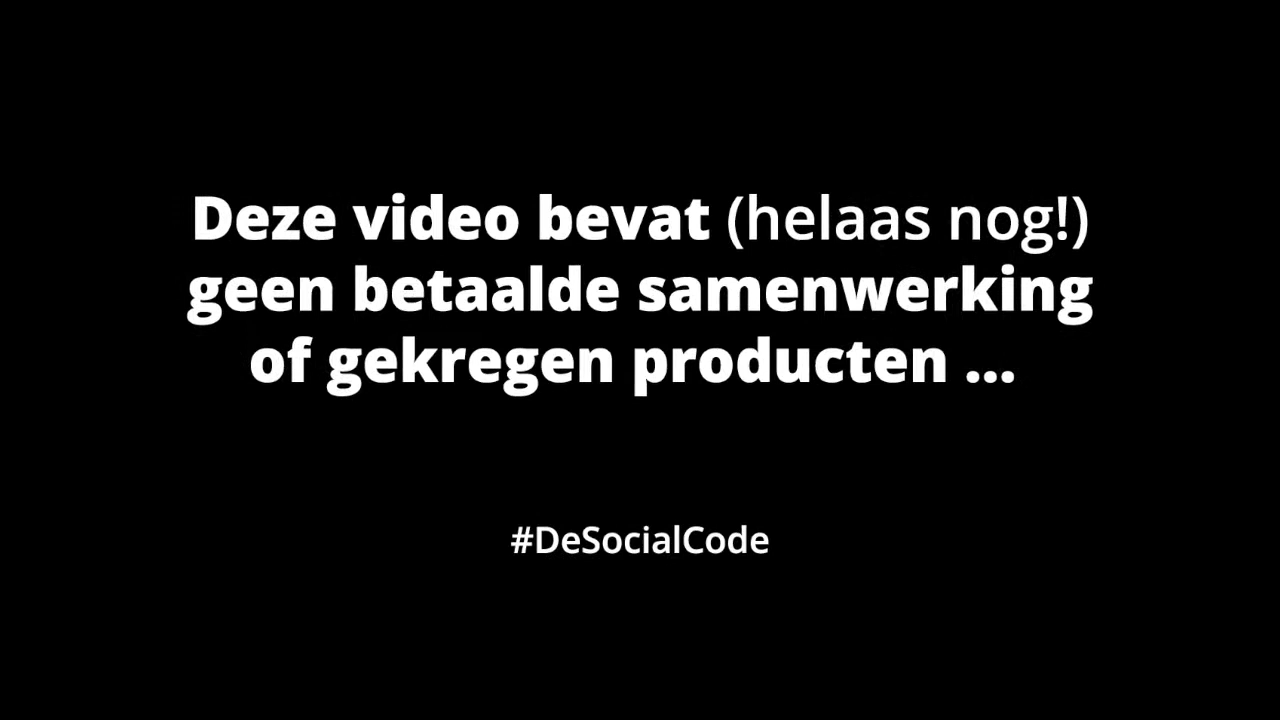 Deze video bevat (helaas nog!)
geen betaalde samenwerking
of gekregen producten ...
#DeSocialCode